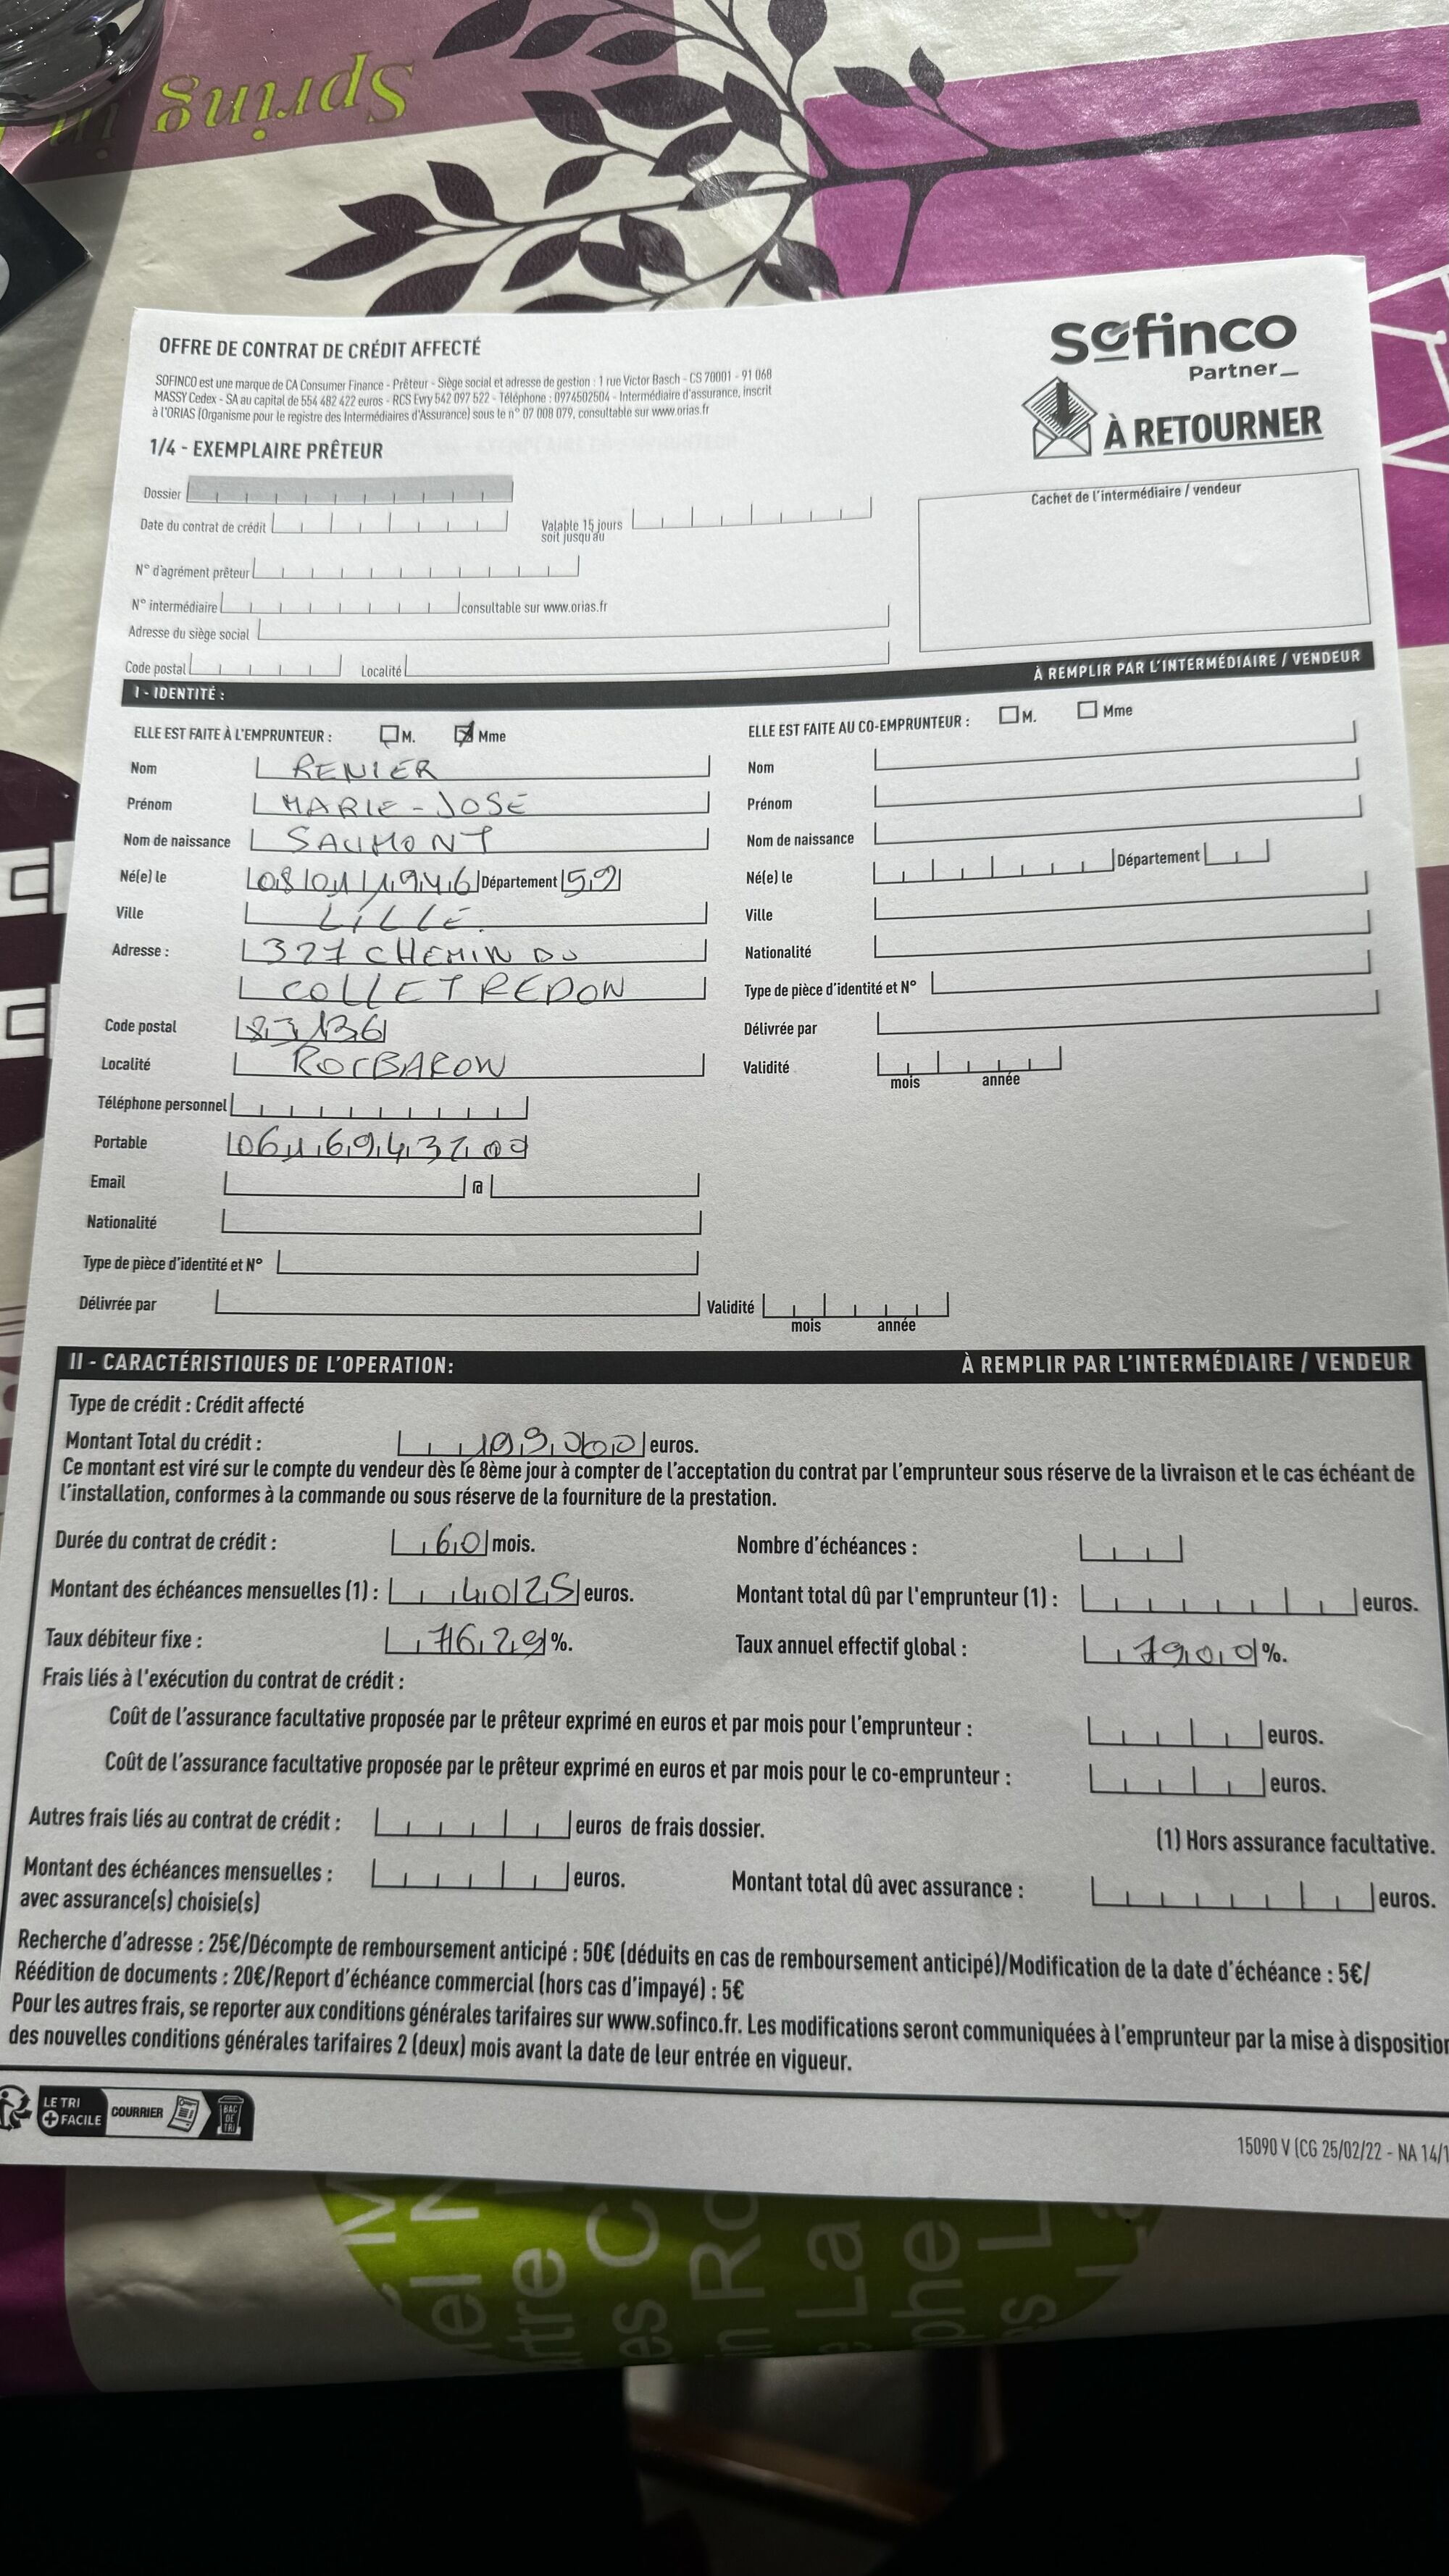 Spring in
OFFRE DE CONTRAT DE CRÉDIT AFFECTÉ
Sofinco
Partner_
SOFINCO est une marque de CA Consumer Finance - Prêteur - Siège social et adresse de gestion : 1 rue Victor Basch - CS 70001 - 91 068
MASSY Cedex - SA au capital de 554 482 422 euros - RCS Evry 542 097 522 - Téléphone : 0974502504 - Intermédiaire d'assurance, inscrit
à l'ORIAS (Organisme pour le registre des Intermédiaires d'Assurance) sous le n° 07 008 079, consultable sur www.orias.fr
À RETOURNER
1/4 - EXEMPLAIRE PRÊTEUR
Dossier
Cachet de l'intermédiaire / vendeur
Date du contrat de crédit
Valable 15 jours
soit jusqu'au
N° d'agrément prêteur
N° intermédiaire consultable sur www.orias.fr
Adresse du siège social
Code postal Localité
I - IDENTITÉ : À REMPLIR PAR L'INTERMÉDIAIRE / VENDEUR
ELLE EST FAITE À L'EMPRUNTEUR : M. Mme
ELLE EST FAITE AU CO-EMPRUNTEUR : M. Mme
Nom RENIER
Nom
Prénom MARIE-JOSÉ
Prénom
Nom de naissance SAUMONT
Nom de naissance
Né(e) le 08 01 1946 Département 59
Né(e) le Département
Ville LILLE
Ville
Adresse : 327 CHEMIN DU
Nationalité
COLLET REDON
Type de pièce d'identité et N°
Code postal 83136
Délivrée par
Localité ROCBARON
Validité
mois année
Téléphone personnel
Portable
Email @
Nationalité
Type de pièce d'identité et N°
Délivrée par Validité
mois année
II - CARACTÉRISTIQUES DE L'OPERATION: À REMPLIR PAR L'INTERMÉDIAIRE / VENDEUR
Type de crédit : Crédit affecté
Montant Total du crédit : euros.
Ce montant est viré sur le compte du vendeur dès le 8ème jour à compter de l'acceptation du contrat par l'emprunteur sous réserve de la livraison et le cas échéant de
l'installation, conformes à la commande ou sous réserve de la fourniture de la prestation.
Durée du contrat de crédit : 60 mois.
Nombre d'échéances :
Montant des échéances mensuelles (1) : 40 25 euros.
Montant total dû par l'emprunteur (1) : euros.
Taux débiteur fixe : %.
Taux annuel effectif global : %.
Frais liés à l'exécution du contrat de crédit :
Coût de l'assurance facultative proposée par le prêteur exprimé en euros et par mois pour l'emprunteur : euros.
Coût de l'assurance facultative proposée par le prêteur exprimé en euros et par mois pour le co-emprunteur : euros.
Autres frais liés au contrat de crédit : euros de frais dossier.
(1) Hors assurance facultative.
Montant des échéances mensuelles : euros.
avec assurance(s) choisie(s)
Montant total dû avec assurance : euros.
Recherche d'adresse : 25€/Décompte de remboursement anticipé : 50€ (déduits en cas de remboursement anticipé)/Modification de la date d'échéance : 5€/
Réédition de documents : 20€/Report d'échéance commercial (hors cas d'impayé) : 5€
Pour les autres frais, se reporter aux conditions générales tarifaires sur www.sofinco.fr. Les modifications seront communiquées à l'emprunteur par la mise à disposition
des nouvelles conditions générales tarifaires 2 (deux) mois avant la date de leur entrée en vigueur.
LE TRI
+ FACILE
COURRIER
BAC
DE
TRI
15090 V (CG 25/02/22 - NA 14/1